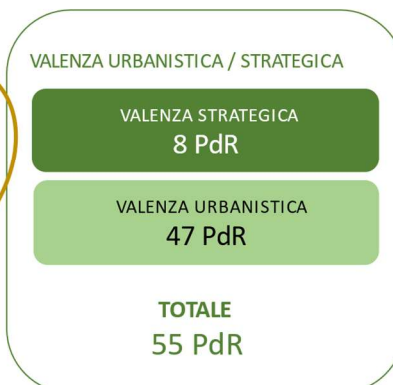 VALENZA URBANISTICA / STRATEGICA
VALENZA STRATEGICA
8 PdR
VALENZA URBANISTICA
47 PdR
TOTALE
55 PdR